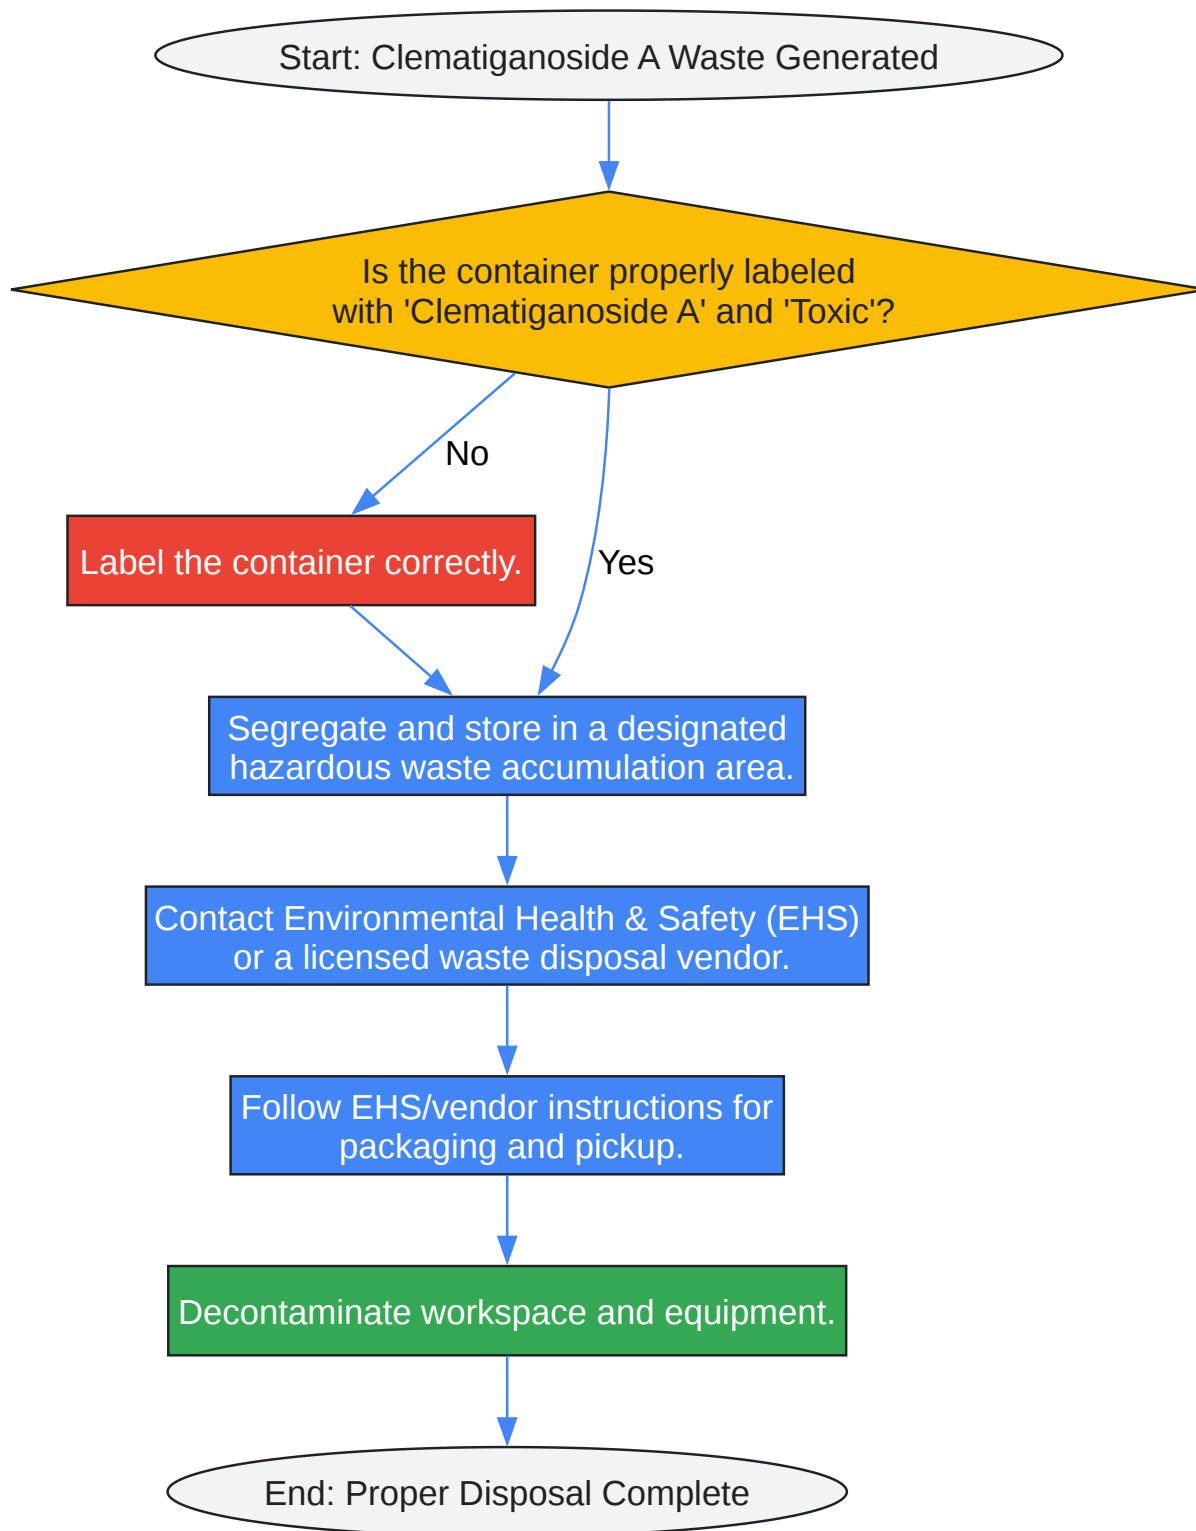 Start: Clematiganoside A Waste Generated
Is the container properly labeled
with 'Clematiganoside A' and 'Toxic'?
No
Label the container correctly.
Yes
Segregate and store in a designated
hazardous waste accumulation area.
Contact Environmental Health & Safety (EHS)
or a licensed waste disposal vendor.
Follow EHS/vendor instructions for
packaging and pickup.
Decontaminate workspace and equipment.
End: Proper Disposal Complete